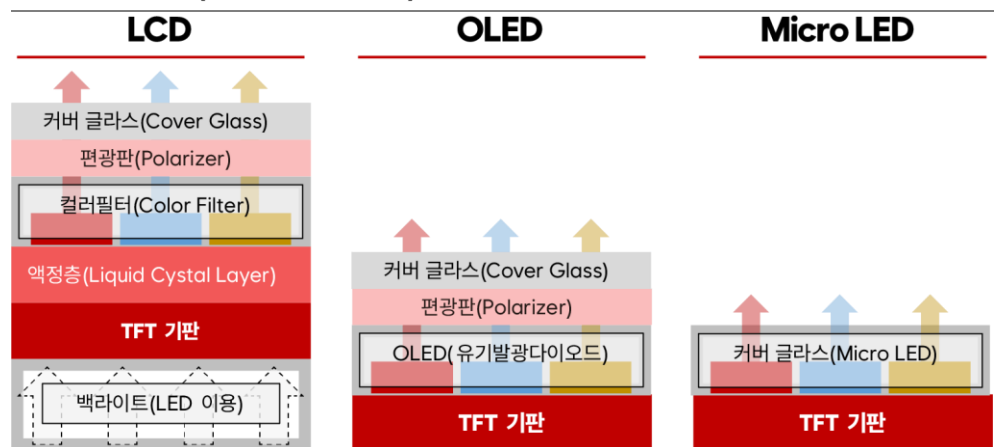 LCD
커버 글라스(Cover Glass)
편광판(Polarizer)
컬러필터(Color Filter)
액정층(Liquid Cystal Layer)
TFT 기판
백라이트(LED 이용)
OLED
커버 글라스(Cover Glass)
편광판(Polarizer)
OLED(유기발광다이오드)
TFT 기판
Micro LED
커버 글라스(Micro LED)
TFT 기판